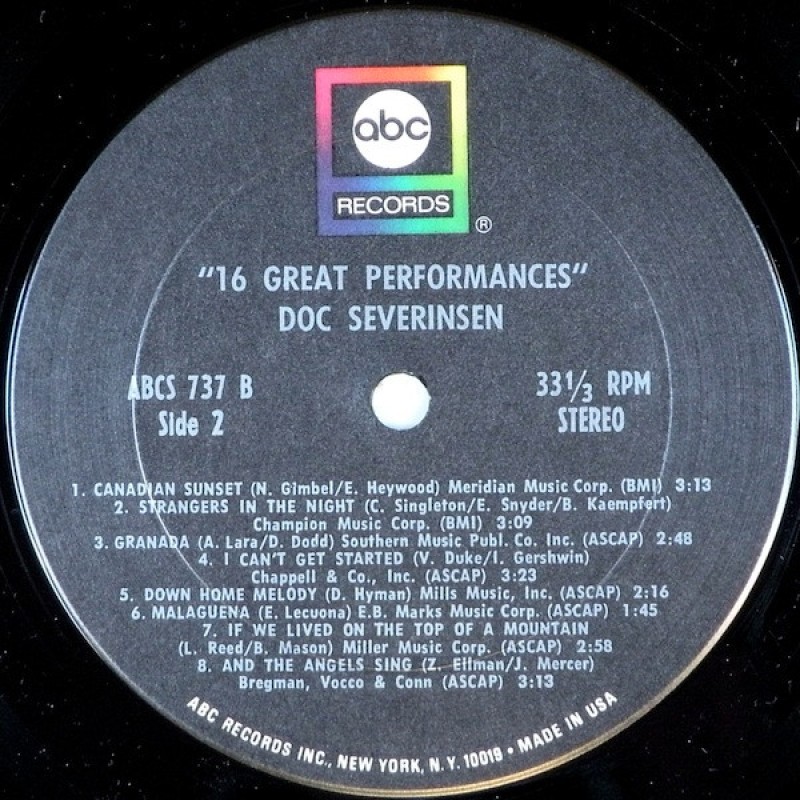 abc
RECORDS
®
"16 GREAT PERFORMANCES"
DOC SEVERINSEN
ABCS 737 B
Side 2
33 1/3 RPM
STEREO
1. CANADIAN SUNSET (N. Gimbel/E. Heywood) Meridian Music Corp. (BMI) 3:13
2. STRANGERS IN THE NIGHT (C. Singleton/E. Snyder/B. Kaempfert)
Champion Music Corp. (BMI) 3:09
3. GRANADA (A. Lara/D. Dodd) Southern Music Publ. Co. Inc. (ASCAP) 2:48
4. I CAN'T GET STARTED (V. Duke/I. Gershwin)
Chappell & Co., Inc. (ASCAP) 3:23
5. DOWN HOME MELODY (D. Hyman) Mills Music, Inc. (ASCAP) 2:16
6. MALAGUENA (E. Lecuona) E.B. Marks Music Corp. (ASCAP) 1:45
7. IF WE LIVED ON THE TOP OF A MOUNTAIN
(L. Reed/B. Mason) Miller Music Corp. (ASCAP) 2:58
8. AND THE ANGELS SING (Z. Ellman/J. Mercer)
Bregman, Vocco & Conn (ASCAP) 3:13
ABC RECORDS INC., NEW YORK, N.Y. 10019 • MADE IN USA